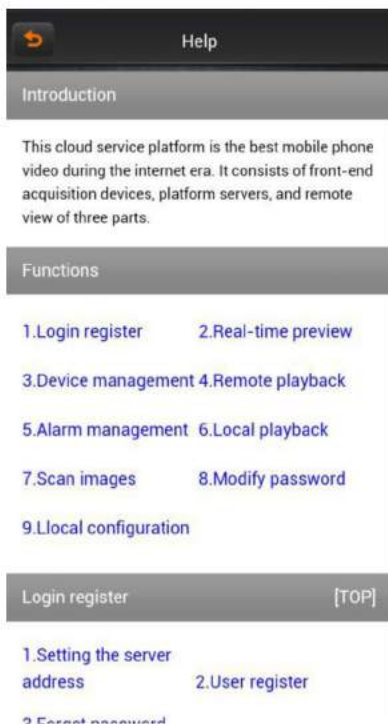 Help
Introduction
This cloud service platform is the best mobile phone
video during the internet era. It consists of front-end
acquisition devices, platform servers, and remote
view of three parts.
Functions
1.Login register 2.Real-time preview
3.Device management 4.Remote playback
5.Alarm management 6.Local playback
7.Scan images 8.Modify password
9.Llocal configuration
Login register [TOP]
1.Setting the server
address 2.User register
3.Forget password